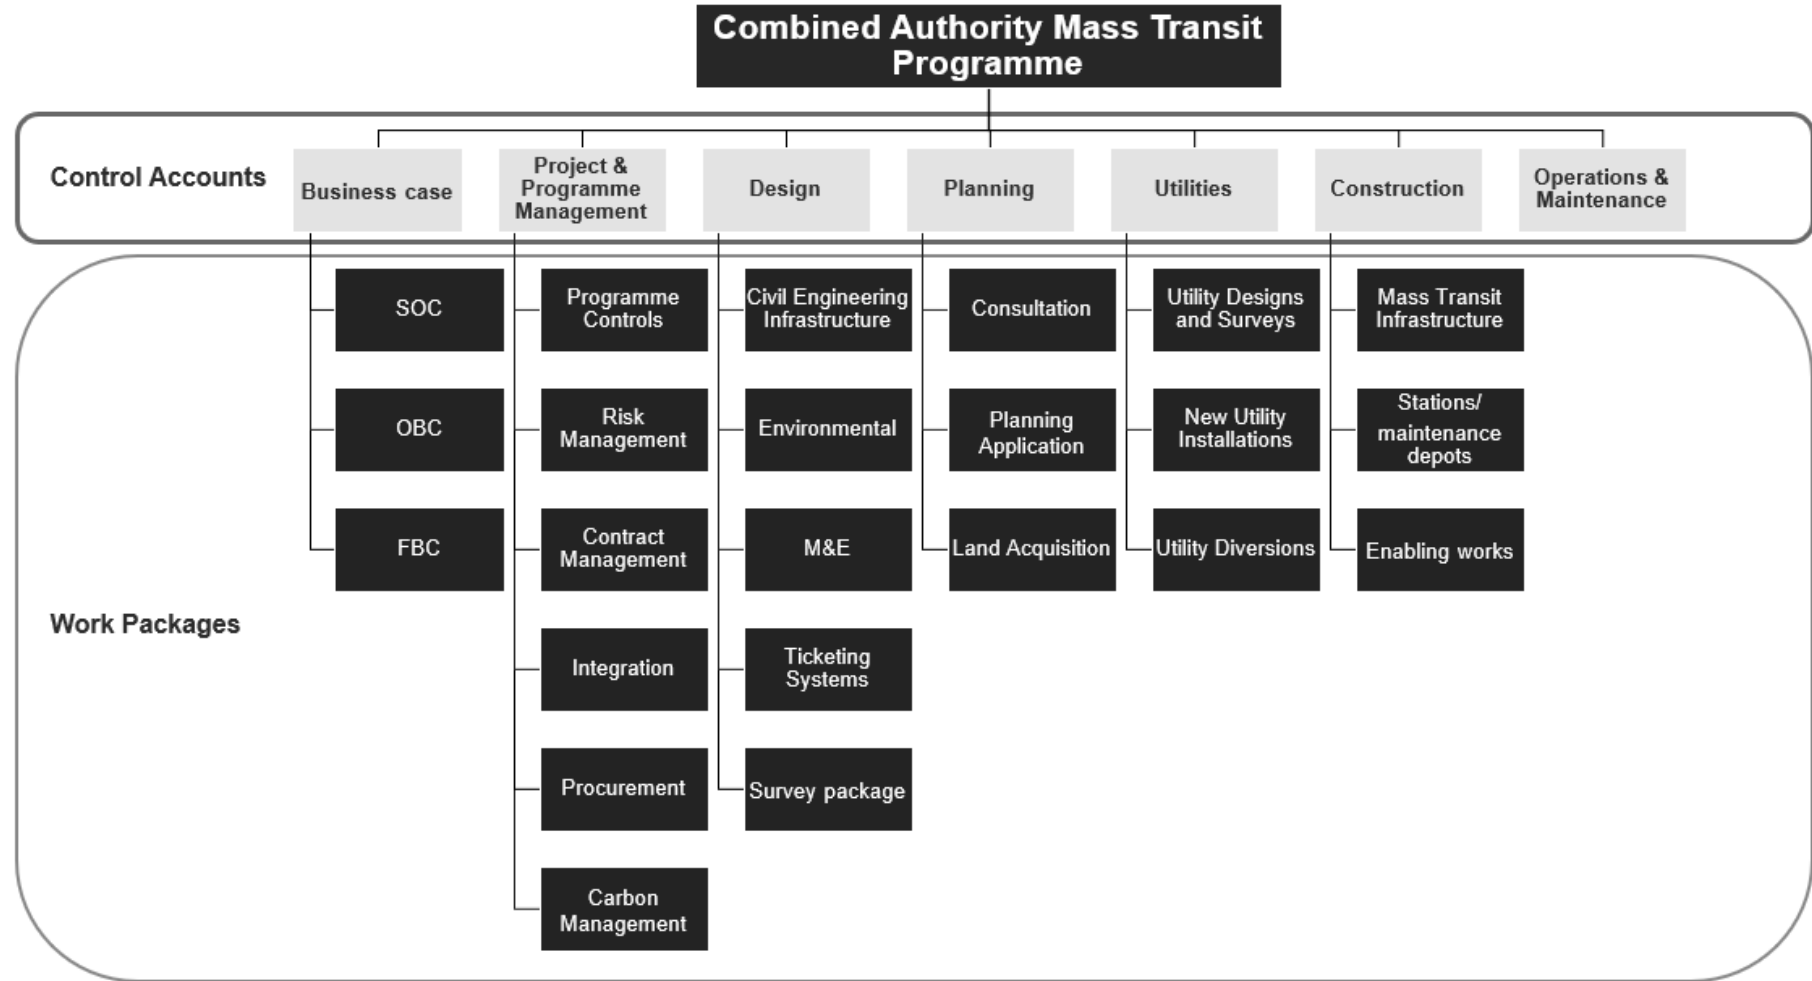 Combined Authority Mass Transit
Programme
Control Accounts
Business case
Project &
Programme
Management
Design
Planning
Utilities
Construction
Operations &
Maintenance
Work Packages
SOC
OBC
FBC
Programme
Controls
Risk
Management
Contract
Management
Integration
Procurement
Carbon
Management
Civil Engineering
Infrastructure
Environmental
M&E
Ticketing
Systems
Survey package
Consultation
Planning
Application
Land Acquisition
Utility Designs
and Surveys
New Utility
Installations
Utility Diversions
Mass Transit
Infrastructure
Stations/
maintenance
depots
Enabling works